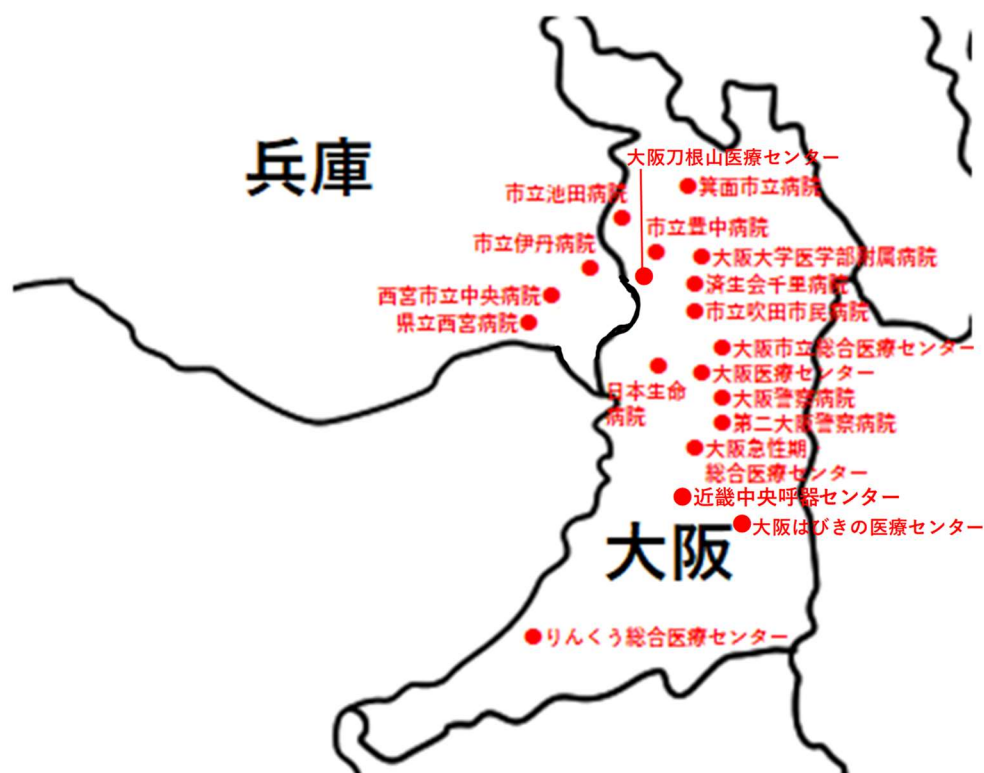 兵庫
大阪刀根山医療センター
箕面市立病院
市立池田病院
市立豊中病院
市立伊丹病院
大阪大学医学部附属病院
済生会千里病院
西宮市立中央病院
市立吹田市民病院
県立西宮病院
大阪市立総合医療センター
大阪医療センター
日本生命
病院
大阪警察病院
第二大阪警察病院
大阪急性期
総合医療センター
近畿中央呼器センター
大阪はびきの医療センター
大阪
りんくう総合医療センター